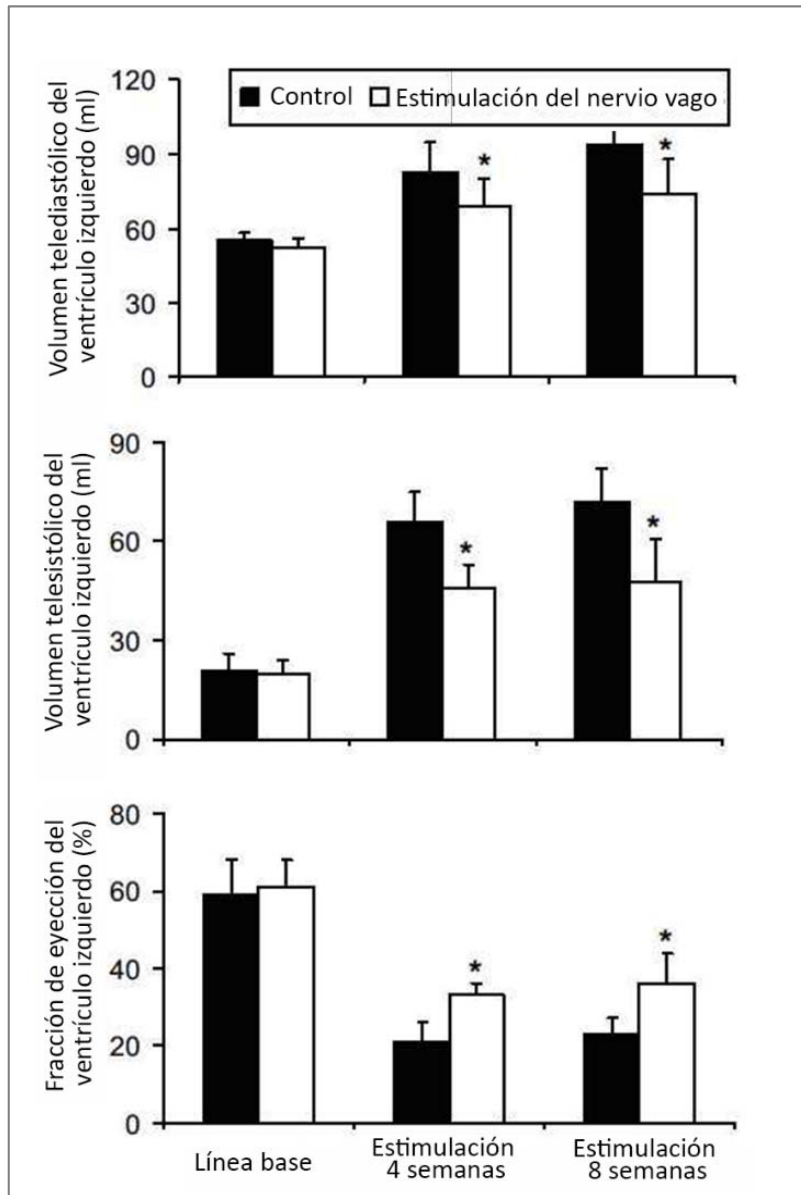 Control
Estimulación del nervio vago
Volumen telediastólico del
ventrículo izquierdo (ml)
120
90
60
30
0
*
*
Volumen telesistólico del
ventrículo izquierdo (ml)
90
60
30
0
*
*
Fracción de eyección del
ventrículo izquierdo (%)
80
60
40
20
0
*
*
Línea base
Estimulación
4 semanas
Estimulación
8 semanas